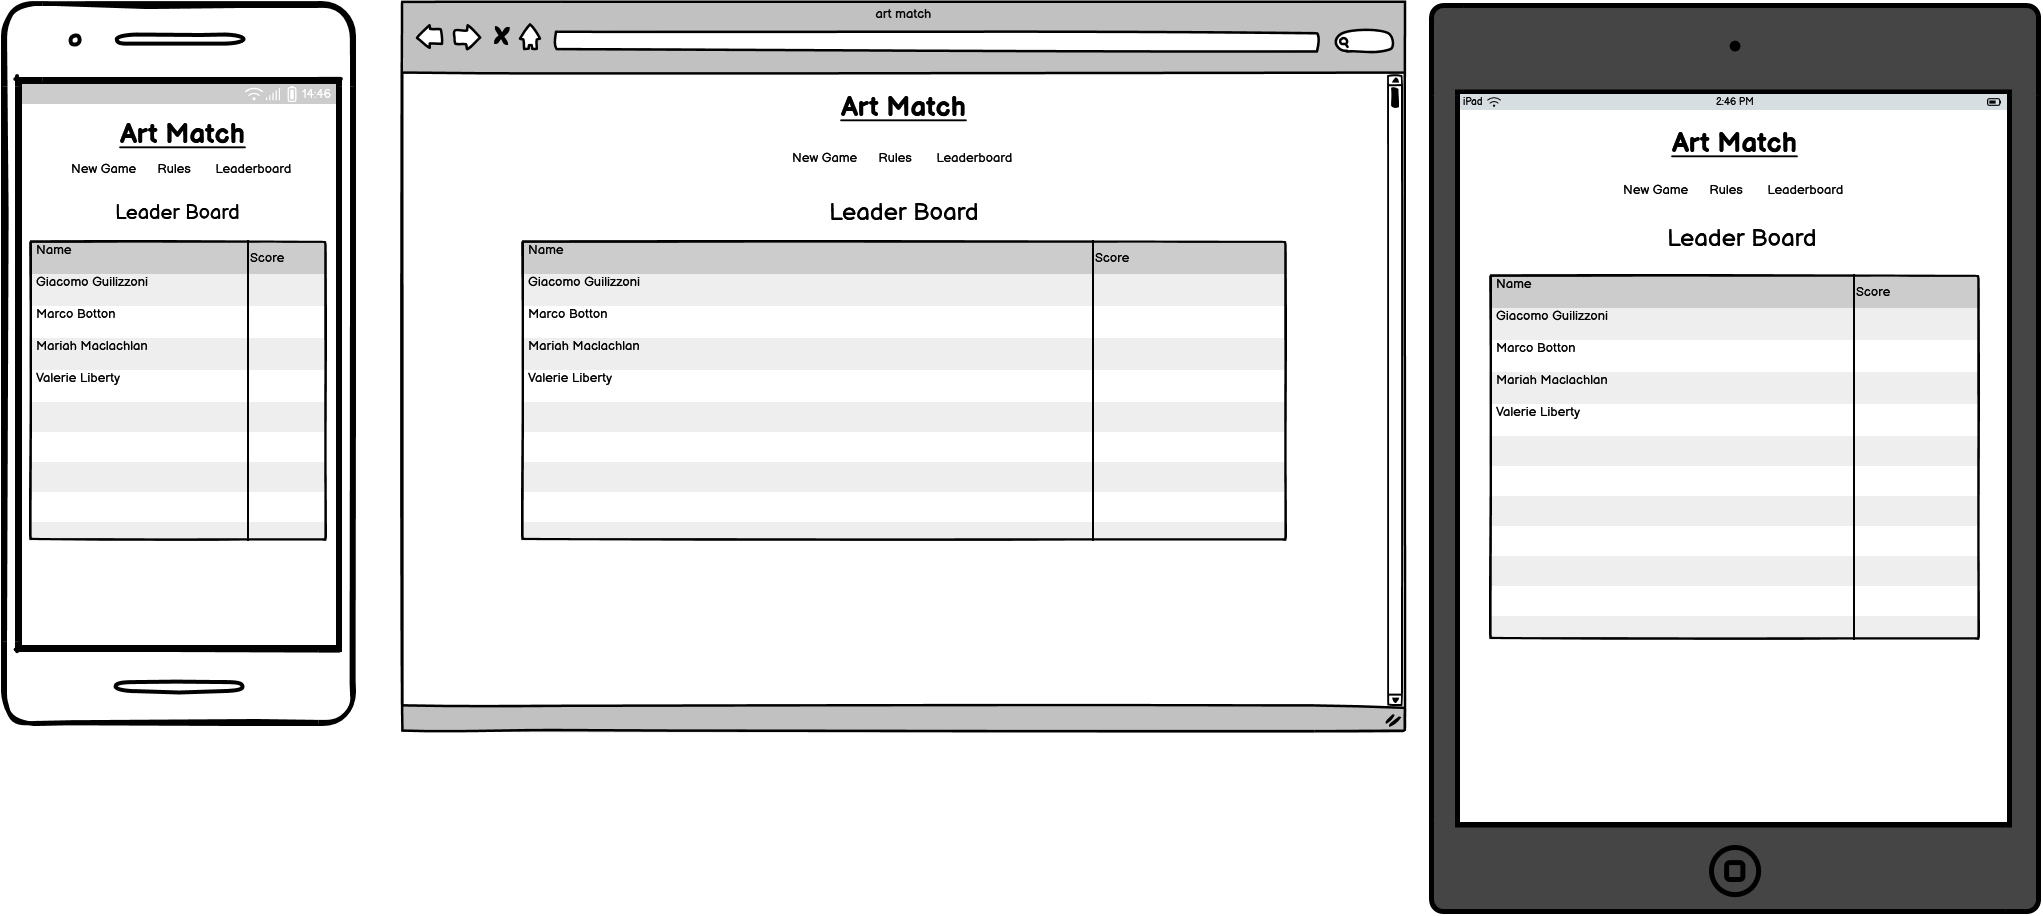 14:46
Art Match
New Game Rules Leaderboard
Leader Board
Name Score
Giacomo Guilizzoni
Marco Botton
Mariah Maclachlan
Valerie Liberty
art match
Art Match
New Game Rules Leaderboard
Leader Board
Name Score
Giacomo Guilizzoni
Marco Botton
Mariah Maclachlan
Valerie Liberty
iPad 2:46 PM
Art Match
New Game Rules Leaderboard
Leader Board
Name Score
Giacomo Guilizzoni
Marco Botton
Mariah Maclachlan
Valerie Liberty